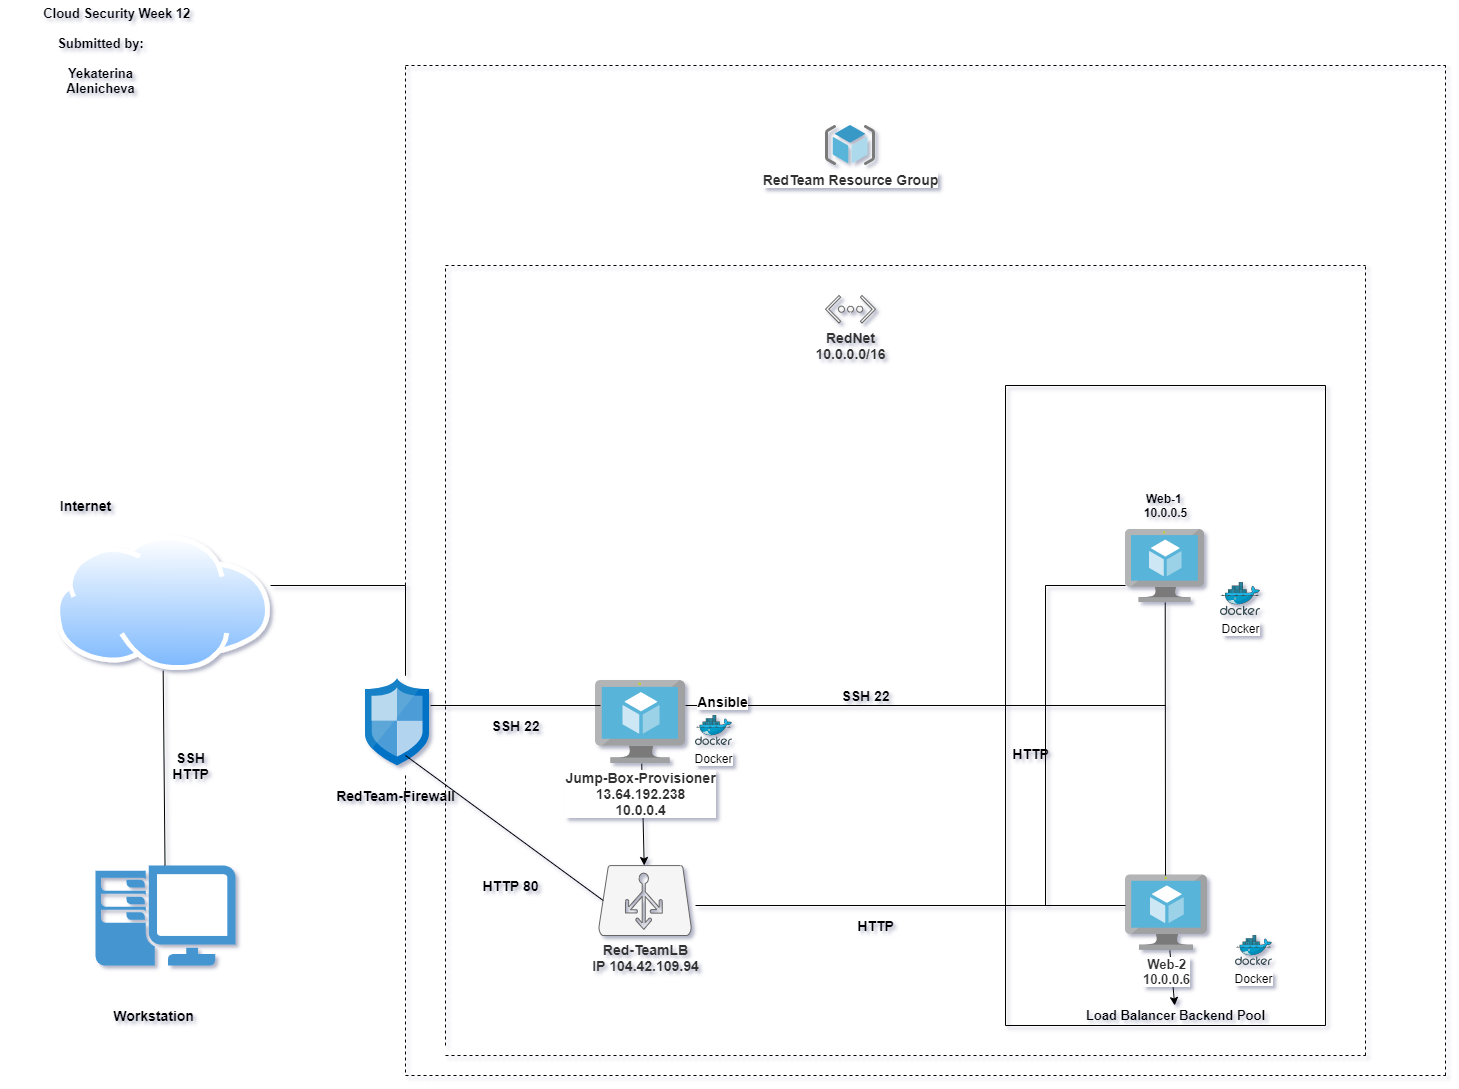 Cloud Security Week 12
Submitted by:
Yekaterina
Alenicheva
RedTeam Resource Group
RedNet
10.0.0.0/16
Internet
Web-1
10.0.0.5
docker
Docker
SSH
HTTP
RedTeam-Firewall
SSH 22
Ansible
docker
Docker
Jump-Box-Provisioner
13.64.192.238
10.0.0.4
SSH 22
HTTP
HTTP 80
Red-TeamLB
IP 104.42.109.94
HTTP
docker
Docker
Web-2
10.0.0.6
Load Balancer Backend Pool
Workstation